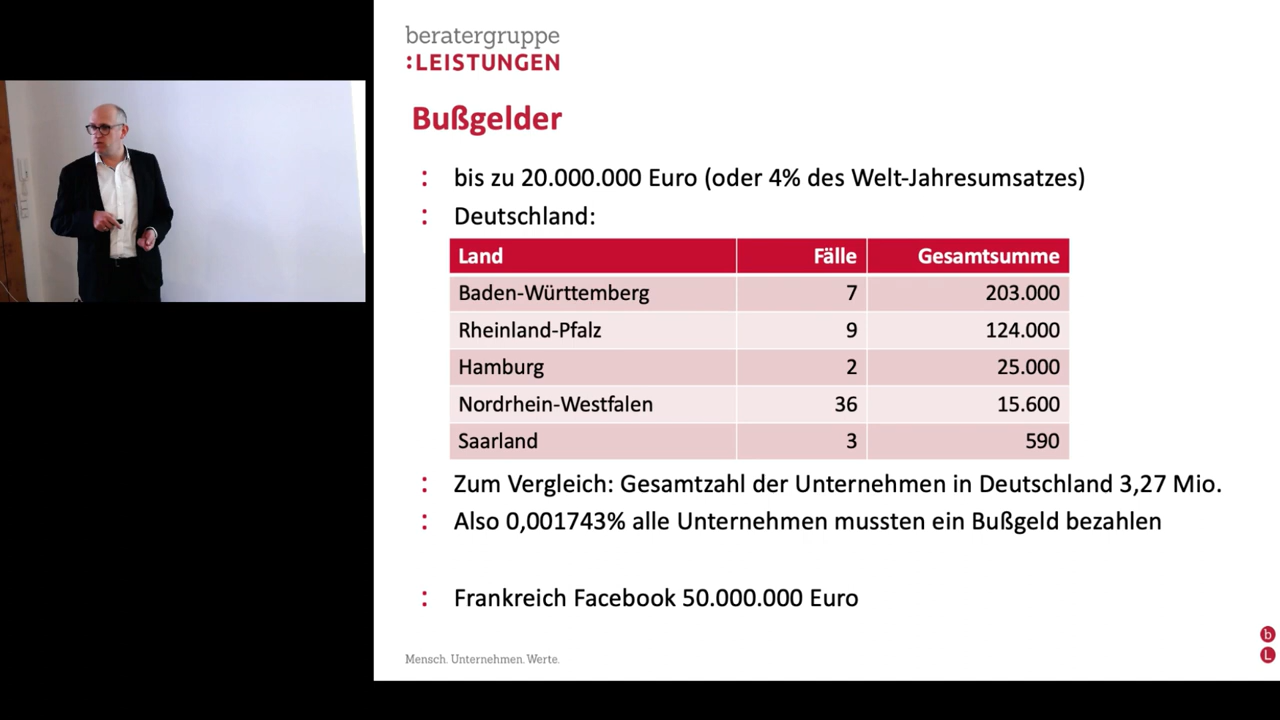 beratergruppe
:LEISTUNGEN
Bußgelder
: bis zu 20.000.000 Euro (oder 4% des Welt-Jahresumsatzes)
: Deutschland:
Land Fälle Gesamtsumme
Baden-Württemberg 7 203.000
Rheinland-Pfalz 9 124.000
Hamburg 2 25.000
Nordrhein-Westfalen 36 15.600
Saarland 3 590
: Zum Vergleich: Gesamtzahl der Unternehmen in Deutschland 3,27 Mio.
: Also 0,001743% alle Unternehmen mussten ein Bußgeld bezahlen
: Frankreich Facebook 50.000.000 Euro
Mensch. Unternehmen. Werte.
b
L